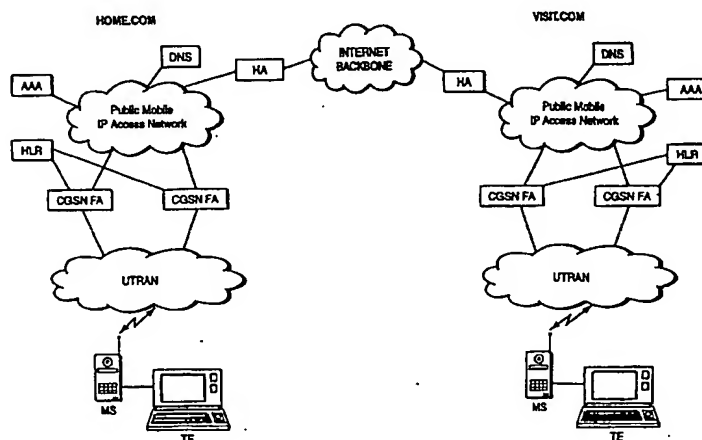 HOME.COM
VISIT.COM
DNS
INTERNET
BACKBONE
DNS
HA
HA
AAA
AAA
Public Mobile
IP Access Network
Public Mobile
IP Access Network
HLR
HLR
CGSN FA
CGSN FA
CGSN FA
CGSN FA
UTRAN
UTRAN
MS
TE
MS
TE